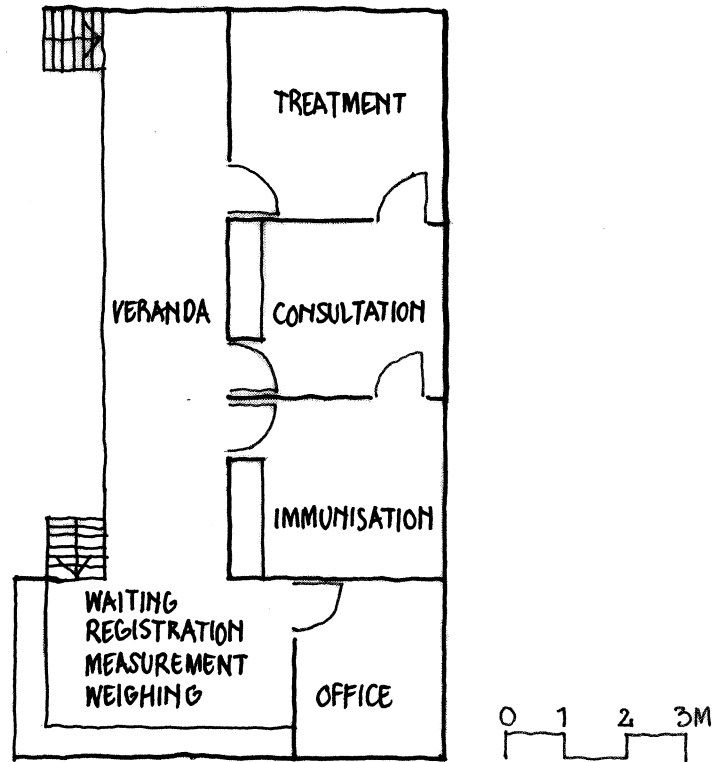 TREATMENT
VERANDA
CONSULTATION
IMMUNISATION
WAITING
REGISTRATION
MEASUREMENT
WEIGHING
OFFICE
0 1 2 3M